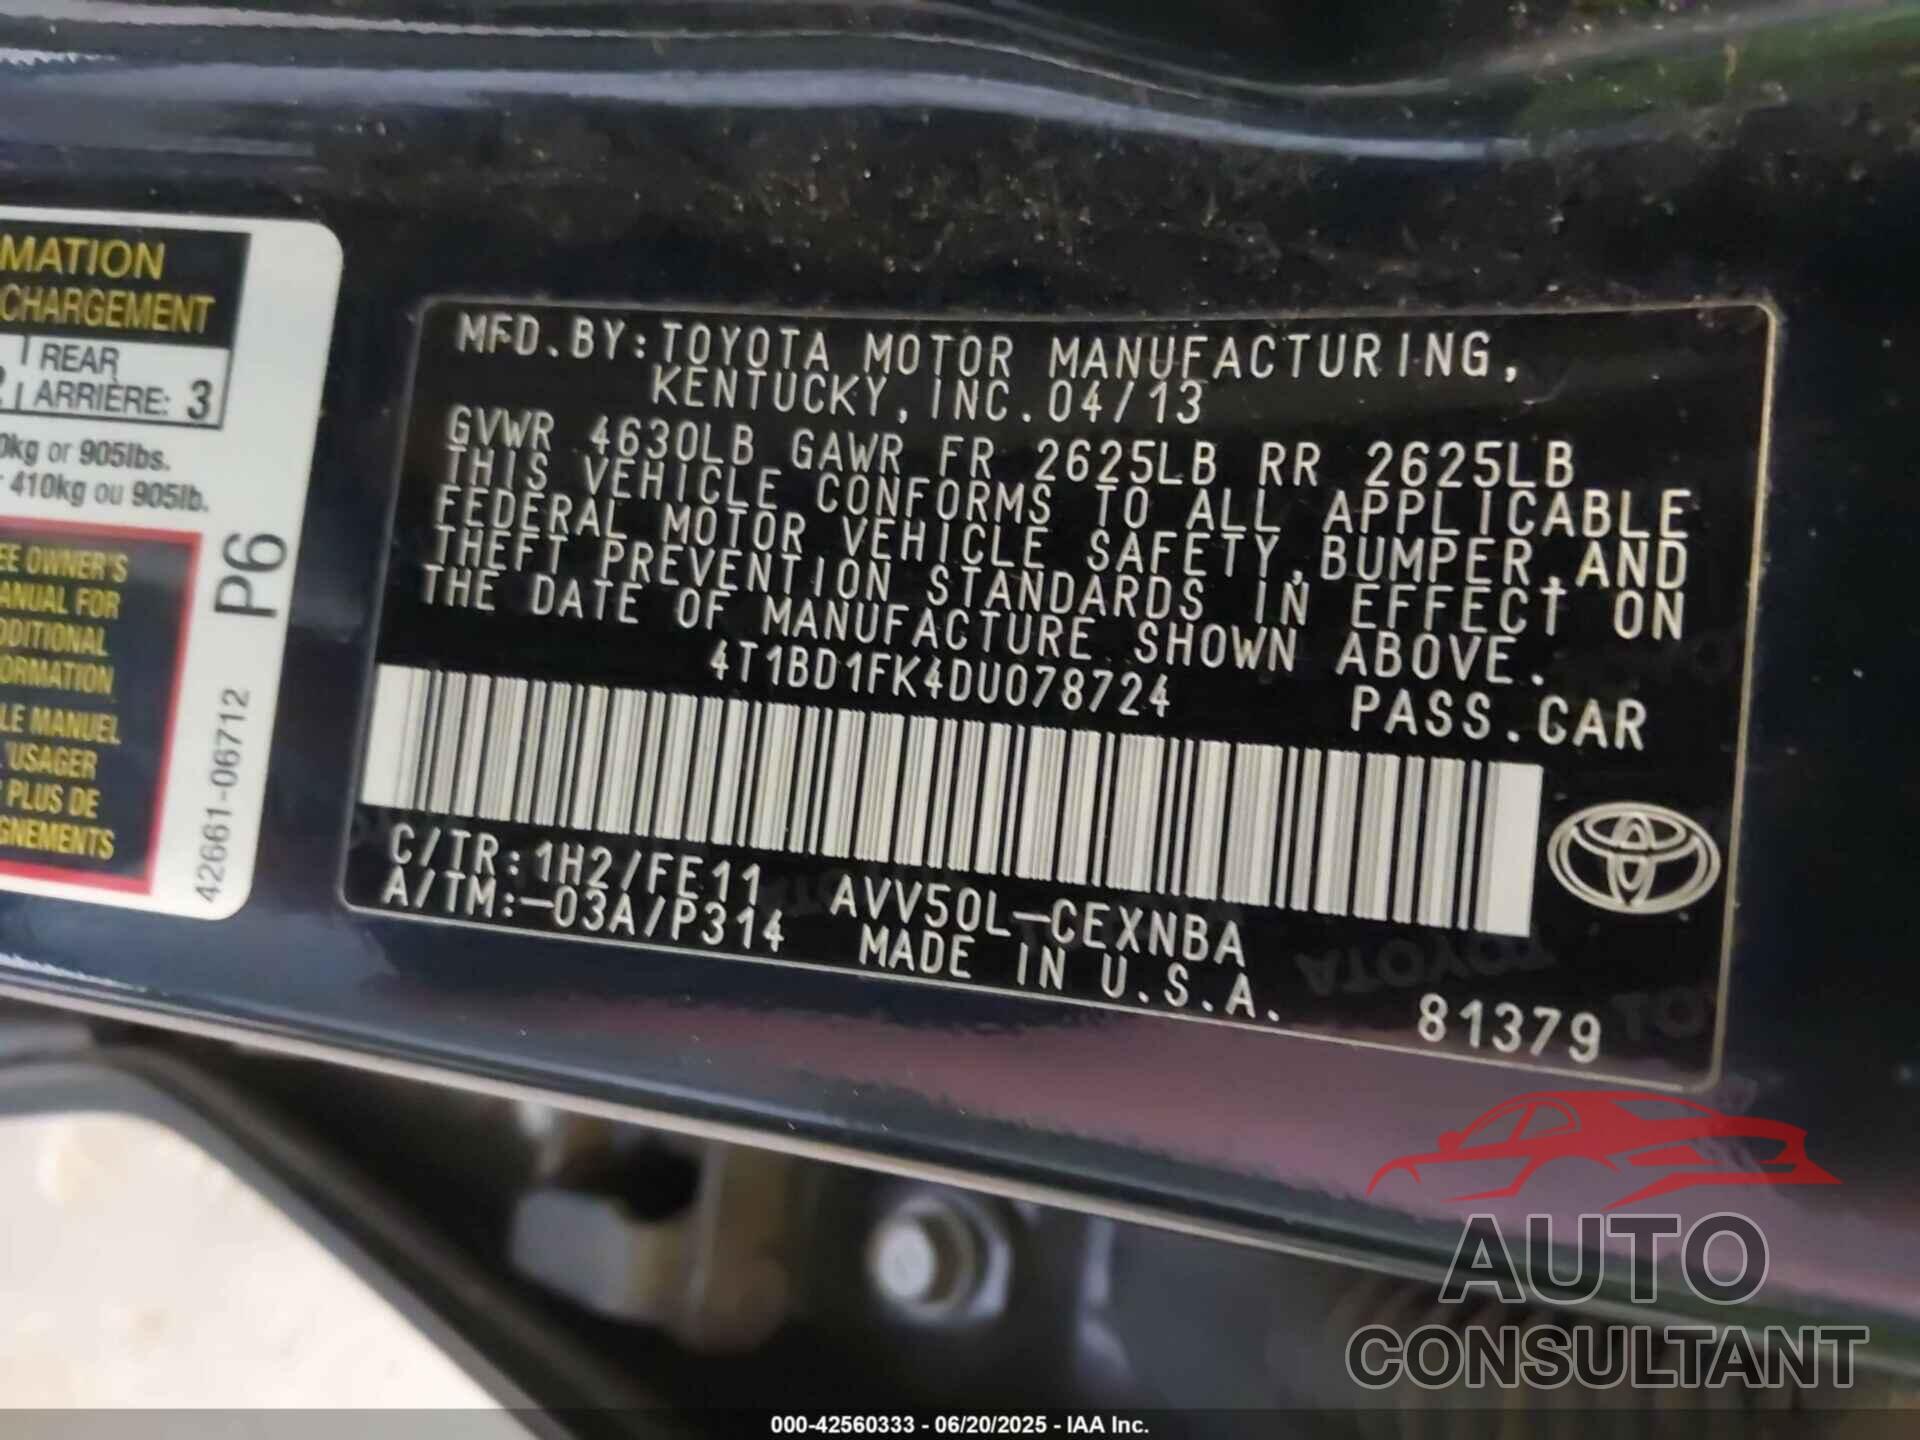 MATION
CHARGEMENT
REAR
ARRIÈRE: 3
0kg or 905lbs.
410kg ou 905lb.
EE OWNER'S
ANUAL FOR
DDITIONAL
FORMATION
LE MANUEL
'USAGER
PLUS DE
GNEMENTS
P6
42661-06712
MFD.BY:TOYOTA MOTOR MANUFACTURING,
KENTUCKY, INC.04/13
GVWR 4630LB GAWR FR 2625LB RR 2625LB
THIS VEHICLE CONFORMS TO ALL APPLICABLE
FEDERAL MOTOR VEHICLE SAFETY,BUMPER,AND
THEFT PREVENTION STANDARDS IN EFFECT ON
THE DATE OF MANUFACTURE SHOWN ABOVE.
4T1BD1FK4DU078724 PASS.CAR
C/TR:1H2/FE11 AVV50L-CEXNBA
A/TM:-03A/P314 MADE IN U.S.A.
81379
AUTO
CONSULTANT
000-42560333 - 06/20/2025 - IAA Inc.